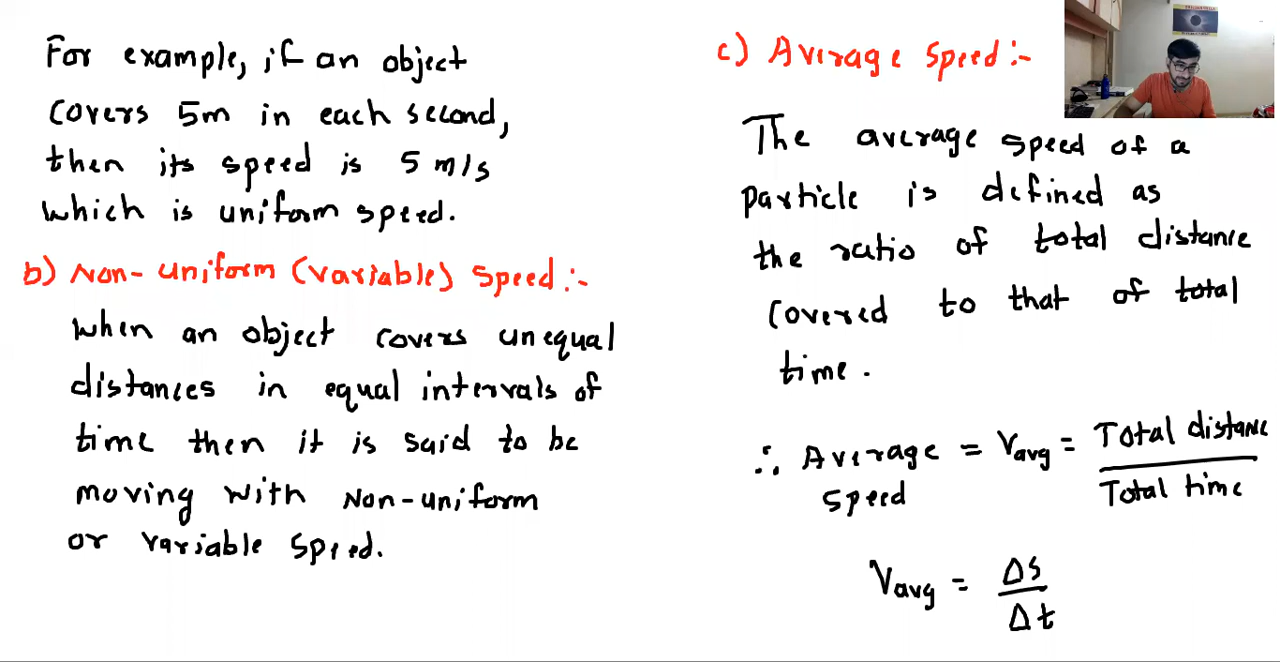 For example, if an object
covers 5m in each second,
then its speed is 5 m/s
which is uniform speed.
b) Non-uniform (variable) speed :-
When an object covers unequal
distances in equal intervals of
time then it is said to be
moving with Non-uniform
or variable speed.
c) Average speed :-
The average speed of a
particle is defined as
the ratio of total distance
covered to that of total
time.
∴ Average speed = Vavg = Total distance / Total time
Vavg = Δs / Δt